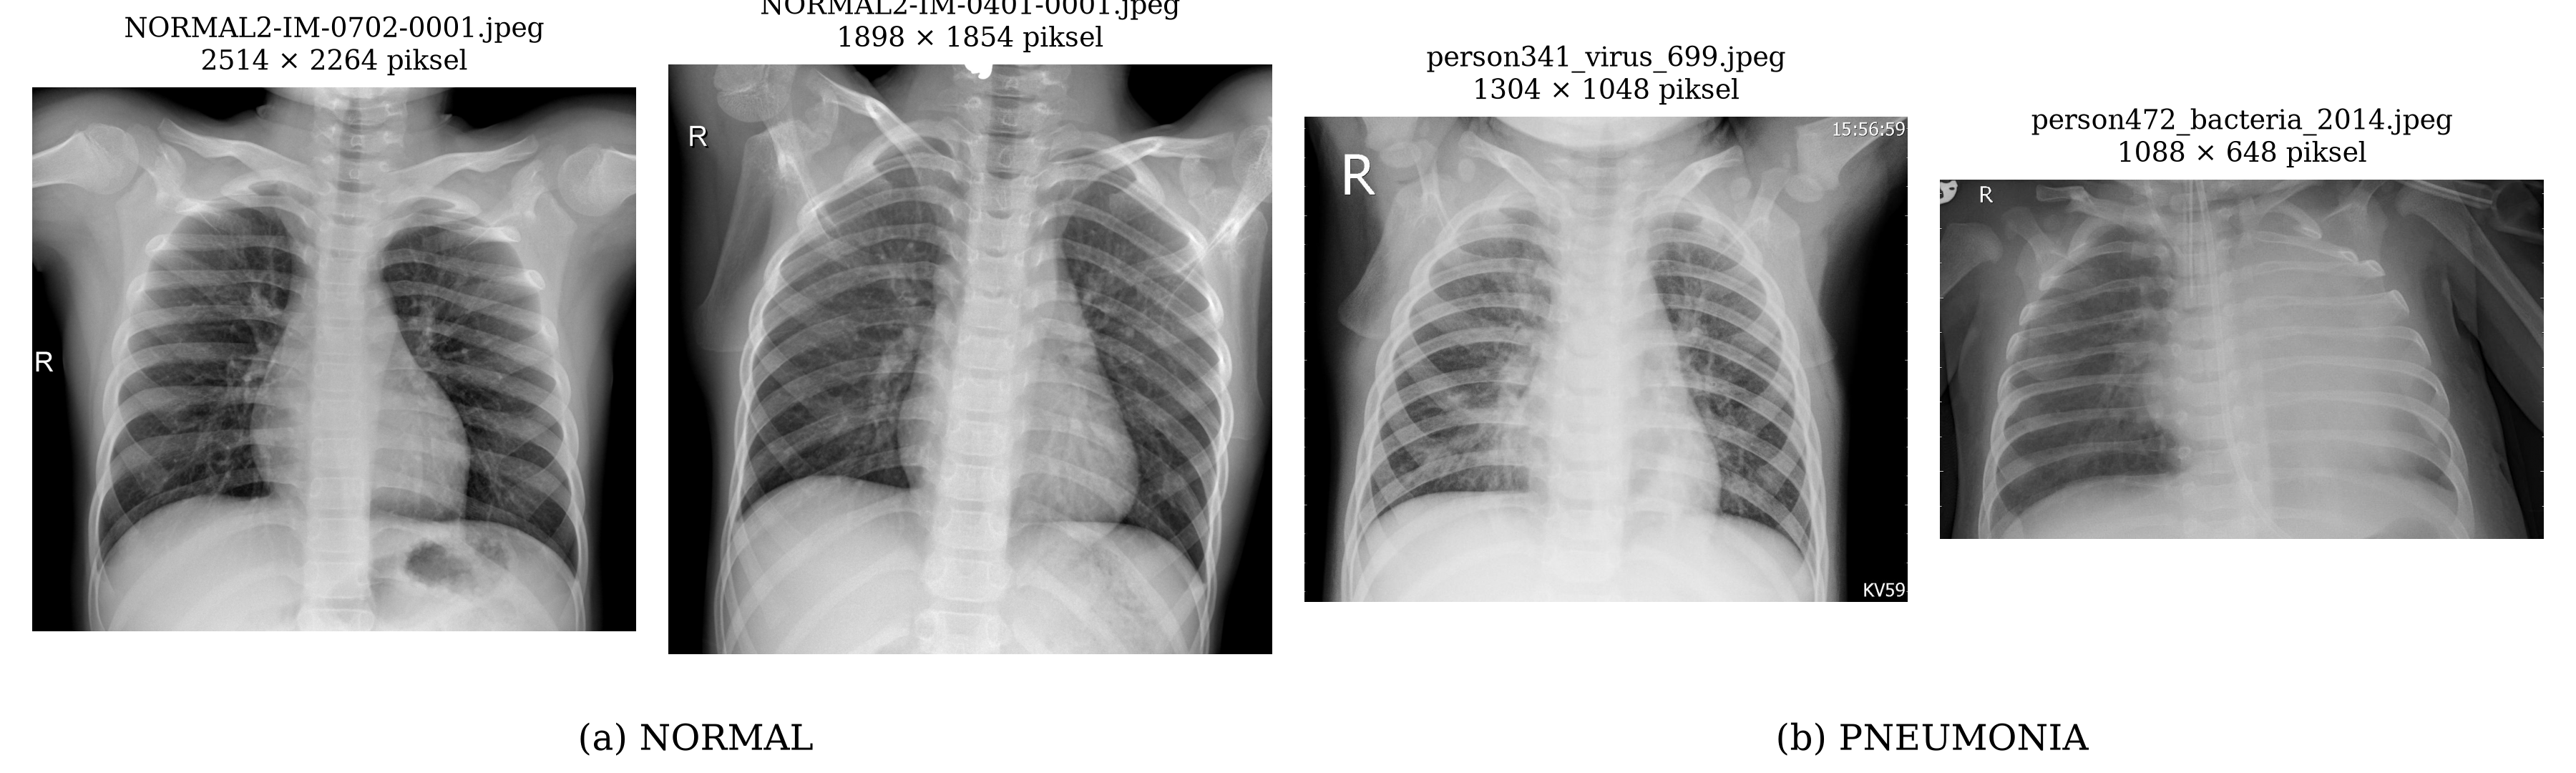 NORMAL2-IM-0702-0001.jpeg
2514 × 2264 piksel
R
NORMAL2-IM-0401-0001.jpeg
1898 × 1854 piksel
R
person341_virus_699.jpeg
1304 × 1048 piksel
R
15:56:59
KV59
person472_bacteria_2014.jpeg
1088 × 648 piksel
R
(a) NORMAL
(b) PNEUMONIA